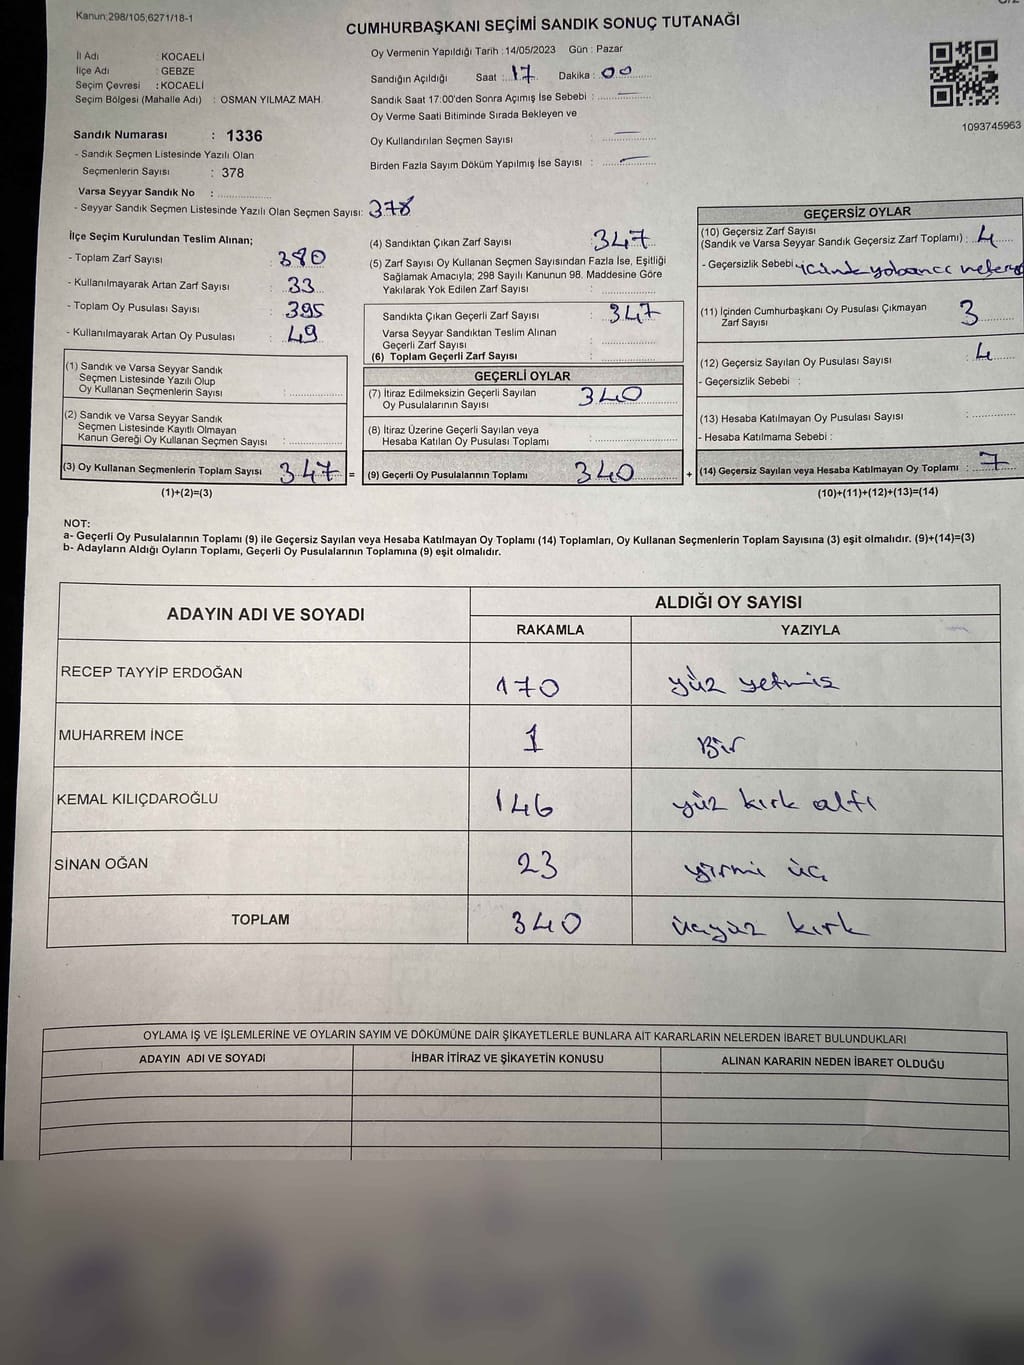 Kanun:298/105;6271/18-1
CUMHURBAŞKANI SEÇİMİ SANDIK SONUÇ TUTANAĞI
İl Adı : KOCAELİ
İlçe Adı : GEBZE
Seçim Çevresi : KOCAELİ
Seçim Bölgesi (Mahalle Adı) : OSMAN YILMAZ MAH.
Sandık Numarası : 1336
- Sandık Seçmen Listesinde Yazılı Olan
Seçmenlerin Sayısı : 378
Varsa Seyyar Sandık No :
- Seyyar Sandık Seçmen Listesinde Yazılı Olan Seçmen Sayısı: 378
Oy Vermenin Yapıldığı Tarih :14/05/2023 Gün : Pazar
Sandığın Açıldığı Saat : 17 Dakika : 00
Sandık Saat 17:00'den Sonra Açımış İse Sebebi : —
Oy Verme Saati Bitiminde Sırada Bekleyen ve
Oy Kullandırılan Seçmen Sayısı : —
Birden Fazla Sayım Döküm Yapılmış İse Sayısı : —
1093745963
İlçe Seçim Kurulundan Teslim Alınan;
- Toplam Zarf Sayısı : 380
- Kullanılmayarak Artan Zarf Sayısı : 33
- Toplam Oy Pusulası Sayısı : 395
- Kullanılmayarak Artan Oy Pusulası : 49
(1) Sandık ve Varsa Seyyar Sandık
Seçmen Listesinde Yazılı Olup
Oy Kullanan Seçmenlerin Sayısı :
(2) Sandık ve Varsa Seyyar Sandık
Seçmen Listesinde Kayıtlı Olmayan
Kanun Gereği Oy Kullanan Seçmen Sayısı :
(3) Oy Kullanan Seçmenlerin Toplam Sayısı 347 =
(1)+(2)=(3)
(4) Sandıktan Çıkan Zarf Sayısı : 347
(5) Zarf Sayısı Oy Kullanan Seçmen Sayısından Fazla İse, Eşitliği
Sağlamak Amacıyla; 298 Sayılı Kanunun 98. Maddesine Göre
Yakılarak Yok Edilen Zarf Sayısı :
Sandıkta Çıkan Geçerli Zarf Sayısı : 347
Varsa Seyyar Sandıktan Teslim Alınan
Geçerli Zarf Sayısı :
(6) Toplam Geçerli Zarf Sayısı :
GEÇERLİ OYLAR
(7) İtiraz Edilmeksizin Geçerli Sayılan
Oy Pusulalarının Sayısı : 340
(8) İtiraz Üzerine Geçerli Sayılan veya
Hesaba Katılan Oy Pusulası Toplamı :
(9) Geçerli Oy Pusulalarının Toplamı 340 +
GEÇERSİZ OYLAR
(10) Geçersiz Zarf Sayısı
(Sandık ve Varsa Seyyar Sandık Geçersiz Zarf Toplamı) : 4
- Geçersizlik Sebebi : içinde yabancı
(11) İçinden Cumhurbaşkanı Oy Pusulası Çıkmayan
Zarf Sayısı 3
(12) Geçersiz Sayılan Oy Pusulası Sayısı : 4
- Geçersizlik Sebebi :
(13) Hesaba Katılmayan Oy Pusulası Sayısı :
- Hesaba Katılmama Sebebi :
(14) Geçersiz Sayılan veya Hesaba Katılmayan Oy Toplamı : 7
(10)+(11)+(12)+(13)=(14)
NOT:
a- Geçerli Oy Pusulalarının Toplamı (9) ile Geçersiz Sayılan veya Hesaba Katılmayan Oy Toplamı (14) Toplamları, Oy Kullanan Seçmenlerin Toplam Sayısına (3) eşit olmalıdır. (9)+(14)=(3)
b- Adayların Aldığı Oyların Toplamı, Geçerli Oy Pusulalarının Toplamına (9) eşit olmalıdır.
ADAYIN ADI VE SOYADI
ALDIĞI OY SAYISI
RAKAMLA YAZIYLA
RECEP TAYYİP ERDOĞAN 170 yüz yetmis
MUHARREM İNCE 1 Bir
KEMAL KILIÇDAROĞLU 146 yüz kırk altı
SİNAN OĞAN 23 yirmi üç
TOPLAM 340 üçyüz kırk
OYLAMA İŞ VE İŞLEMLERİNE VE OYLARIN SAYIM VE DÖKÜMÜNE DAİR ŞİKAYETLERLE BUNLARA AİT KARARLARIN NELERDEN İBARET BULUNDUKLARI
ADAYIN ADI VE SOYADI İHBAR İTİRAZ VE ŞİKAYETİN KONUSU ALINAN KARARIN NEDEN İBARET OLDUĞU